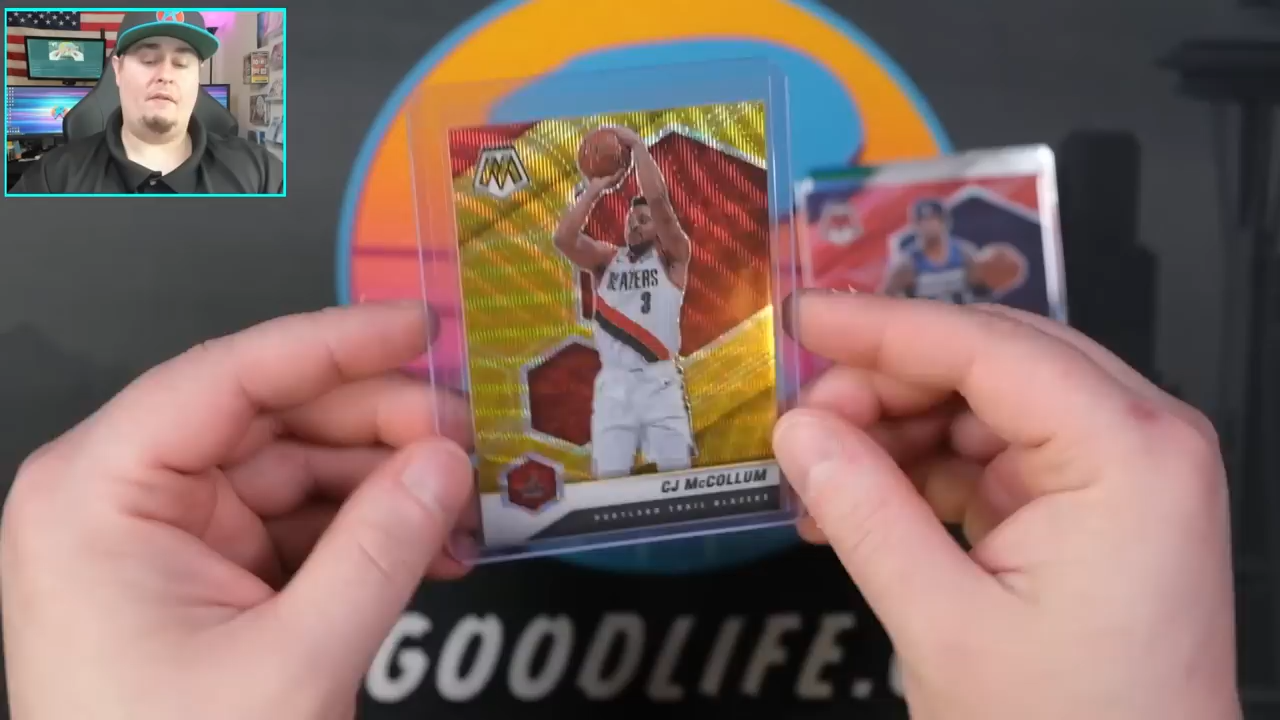 BLAZERS
3
CJ McCOLLUM
PORTLAND TRAIL BLAZERS
GOODLIFE.